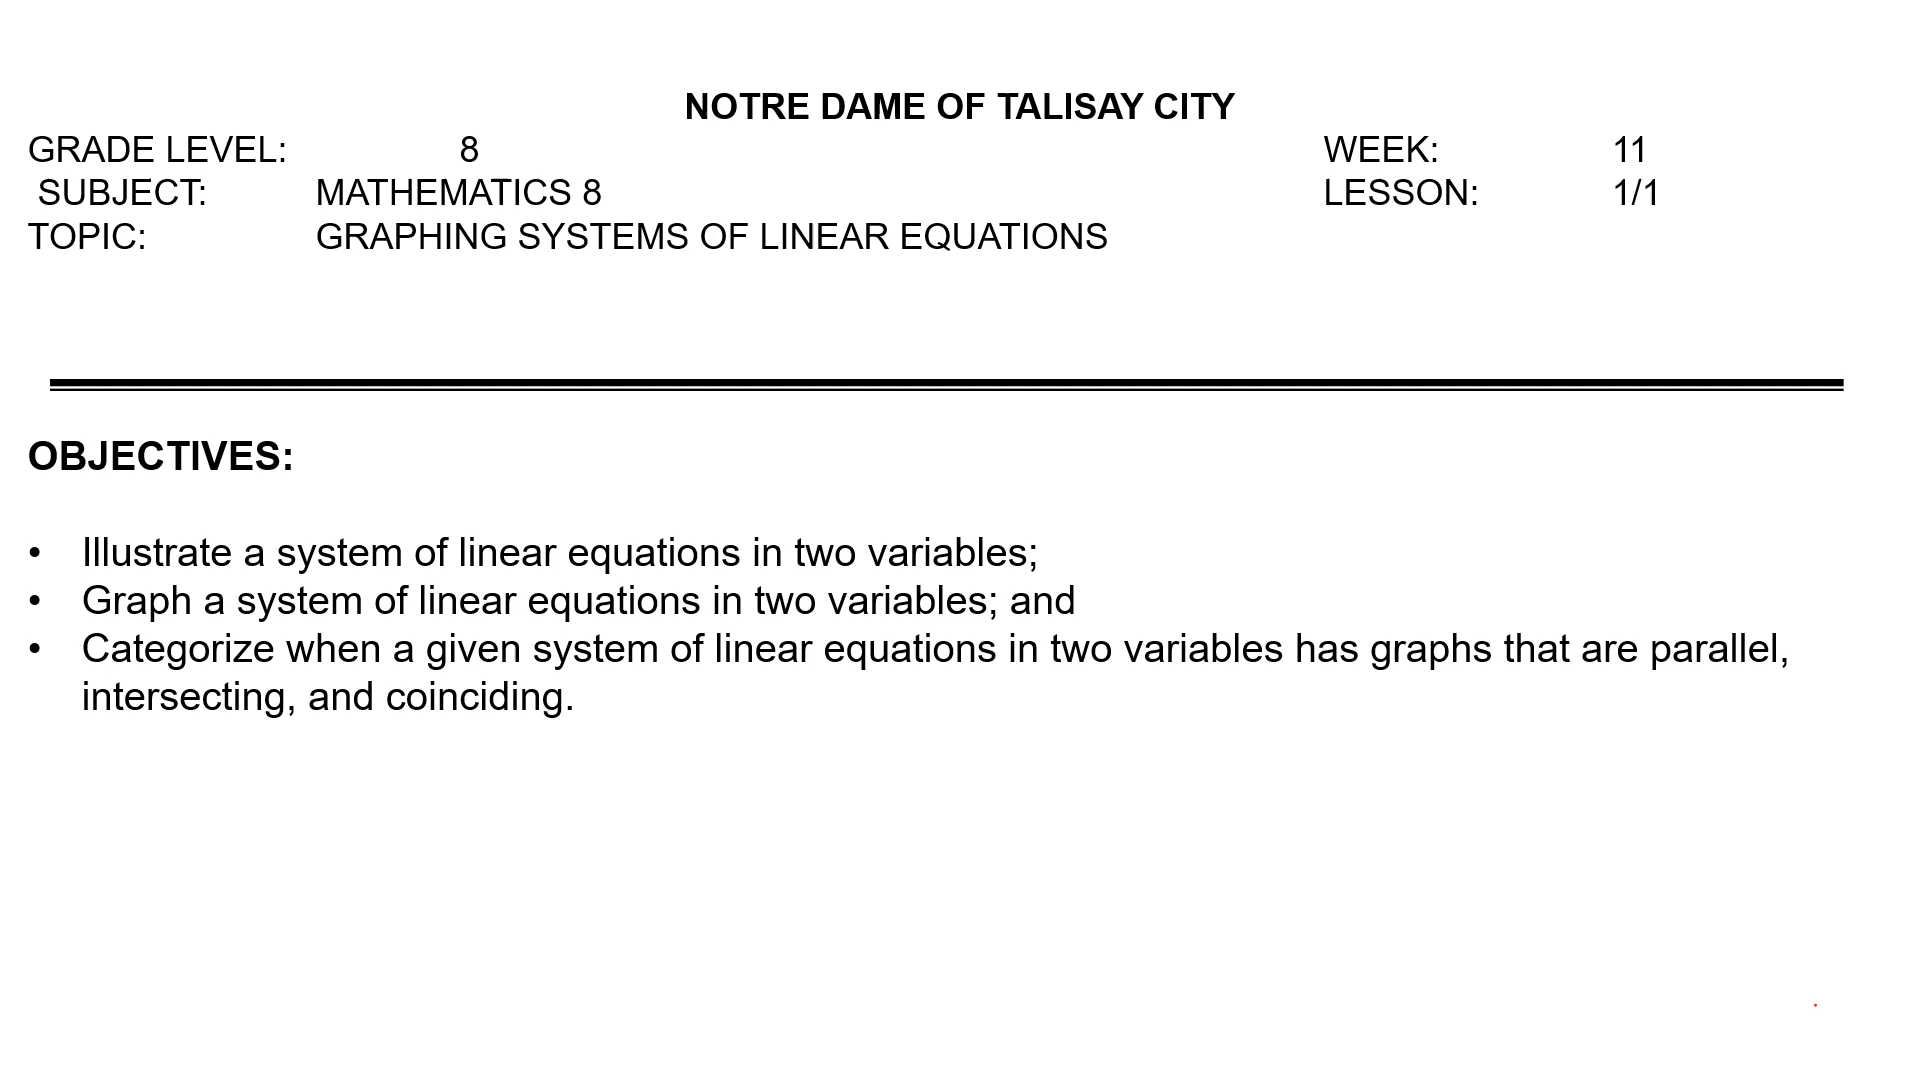 NOTRE DAME OF TALISAY CITY
GRADE LEVEL: 8 WEEK: 11
SUBJECT: MATHEMATICS 8 LESSON: 1/1
TOPIC: GRAPHING SYSTEMS OF LINEAR EQUATIONS
OBJECTIVES:
• Illustrate a system of linear equations in two variables;
• Graph a system of linear equations in two variables; and
• Categorize when a given system of linear equations in two variables has graphs that are parallel,
intersecting, and coinciding.